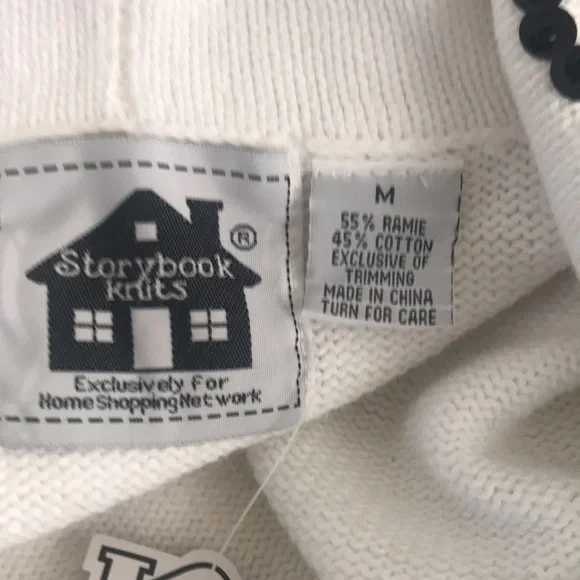 Storybook
Knits
®
Exclusively For
Home Shopping Network
M
55% RAMIE
45% COTTON
EXCLUSIVE OF
TRIMMING
MADE IN CHINA
TURN FOR CARE